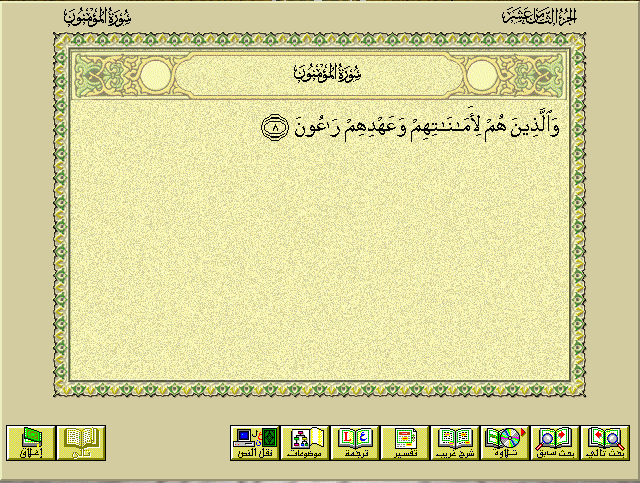 الجزء الثامن عشر
سورة المؤمنون
سورة المؤمنون
وَٱلَّذِينَ هُمْ لِأَمَـٰنَـٰتِهِمْ وَعَهْدِهِمْ رَٰعُونَ ٨
بحث تالي
بحث سابق
تلاوة
شرح غريب
تفسير
ترجمة
موضوعات
نقل النص
تالي
إغلاق